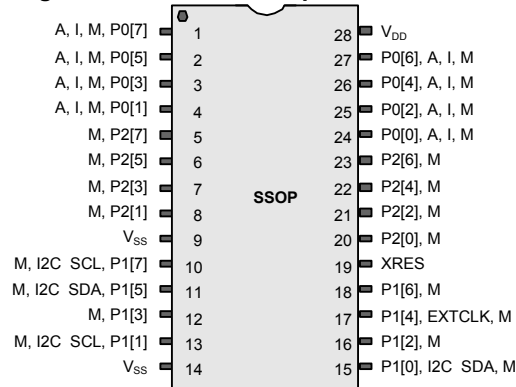 A, I, M, P0[7] 1 28 V_DD
A, I, M, P0[5] 2 27 P0[6], A, I, M
A, I, M, P0[3] 3 26 P0[4], A, I, M
A, I, M, P0[1] 4 25 P0[2], A, I, M
M, P2[7] 5 24 P0[0], A, I, M
M, P2[5] 6 23 P2[6], M
M, P2[3] 7 SSOP 22 P2[4], M
M, P2[1] 8 21 P2[2], M
V_SS 9 20 P2[0], M
M, I2C SCL, P1[7] 10 19 XRES
M, I2C SDA, P1[5] 11 18 P1[6], M
M, P1[3] 12 17 P1[4], EXTCLK, M
M, I2C SCL, P1[1] 13 16 P1[2], M
V_SS 14 15 P1[0], I2C SDA, M